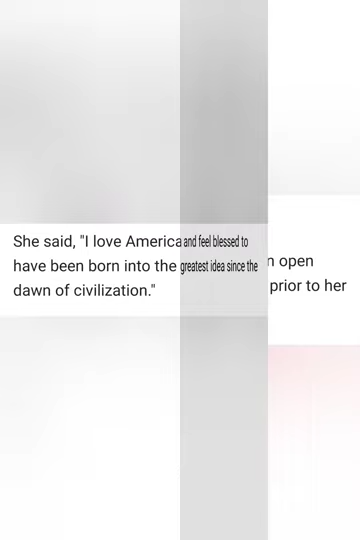 She said, "I love America and feel blessed to
have been born into the greatest idea since the
dawn of civilization."
n open
prior to her